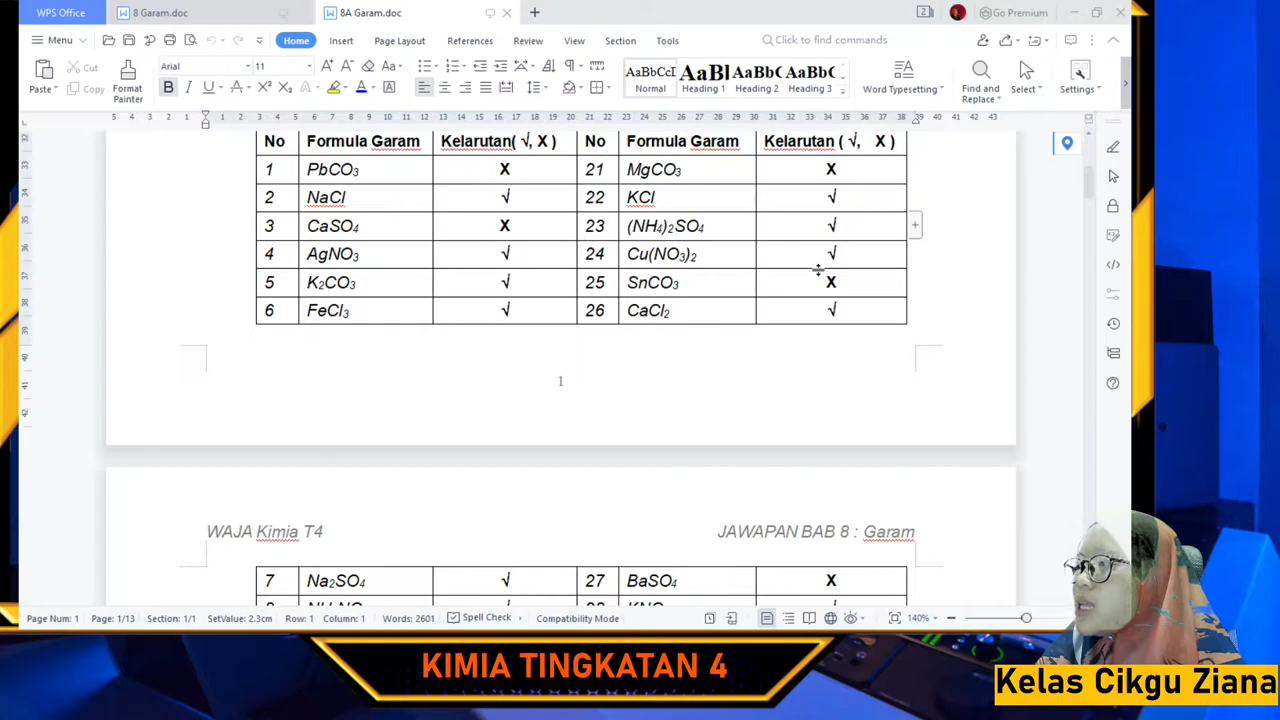 WPS Office
8 Garam.doc
8A Garam.doc
Go Premium
Menu
Home
Insert
Page Layout
References
Review
View
Section
Tools
Click to find commands
Paste
Cut
Copy
Format Painter
Arial
11
AaBbCcD
Normal
AaBl
Heading 1
AaBb(
Heading 2
AaBbC
Heading 3
Word Typesetting
Find and Replace
Select
Settings
No Formula Garam Kelarutan( √, X ) No Formula Garam Kelarutan ( √, X )
1 PbCO₃ X 21 MgCO₃ X
2 NaCl √ 22 KCl √
3 CaSO₄ X 23 (NH₄)₂SO₄ √
4 AgNO₃ √ 24 Cu(NO₃)₂ √
5 K₂CO₃ √ 25 SnCO₃ X
6 FeCl₃ √ 26 CaCl₂ √
1
WAJA Kimia T4 JAWAPAN BAB 8 : Garam
7 Na₂SO₄ √ 27 BaSO₄ X
Page Num: 1 Page: 1/13 Section: 1/1 SetValue: 2.3cm Row: 1 Column: 1 Words: 2601 Spell Check Compatibility Mode 140%
KIMIA TINGKATAN 4
Kelas Cikgu Ziana